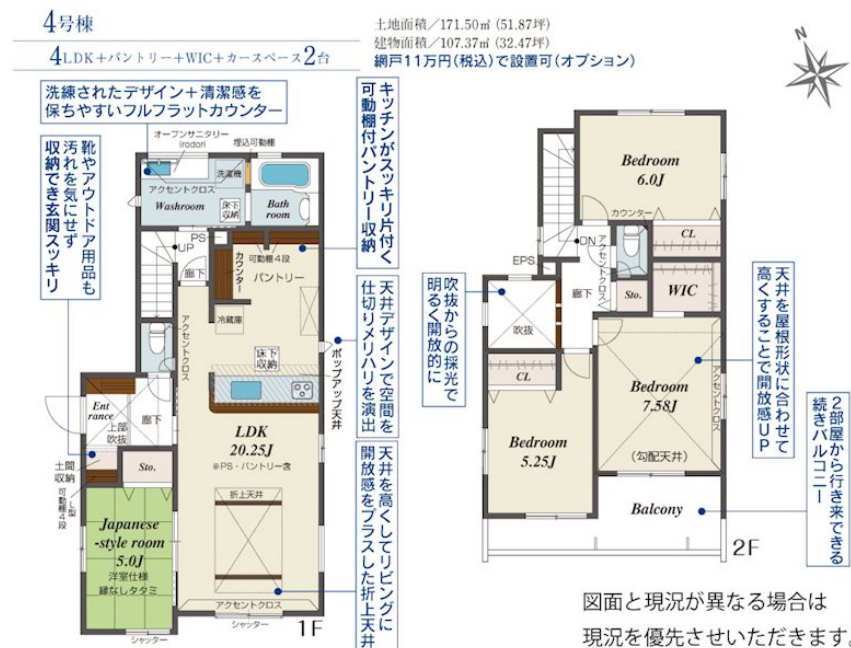 4号棟
4LDK+パントリー+WIC+カースペース2台
土地面積／171.50㎡ (51.87坪)
建物面積／107.37㎡ (32.47坪)
網戸11万円(税込)で設置可(オプション)
N
洗練されたデザイン+清潔感を
保ちやすいフルフラットカウンター
靴やアウトドア用品も
汚れを気にせず
収納でき玄関スッキリ
キッチンがスッキリ片付く
可動棚付パントリー収納
天井デザインで空間を
仕切りメリハリを演出
天井を高くしてリビングに
開放感をプラスした折上天井
オープンサニタリー
irodori
埋込可動棚
洗濯機
アクセントクロス
Washroom
床下
収納
Bath
room
PS
UP
廊下
可動棚4段
カウンター
パントリー
冷蔵庫
アクセントクロス
床下
収納
ポップアップ天井
Ent
rance
上部
吹抜
廊下
LDK
20.25J
※PS・パントリー含
土間
収納
L型
可動棚4段
Sto.
折上天井
Japanese
-style room
5.0J
洋室仕様
縁なしタタミ
アクセントクロス
シャッター
シャッター
1F
吹抜からの採光で
明るく開放的に
天井を屋根形状に合わせて
高くすることで開放感UP
2部屋から行き来できる
続きバルコニー
Bedroom
6.0J
カウンター
CL
DN
アクセントクロス
EPS
廊下
Sto.
WIC
吹抜
CL
Bedroom
7.58J
(勾配天井)
アクセントクロス
Bedroom
5.25J
Balcony
2F
図面と現況が異なる場合は
現況を優先させいただきます。